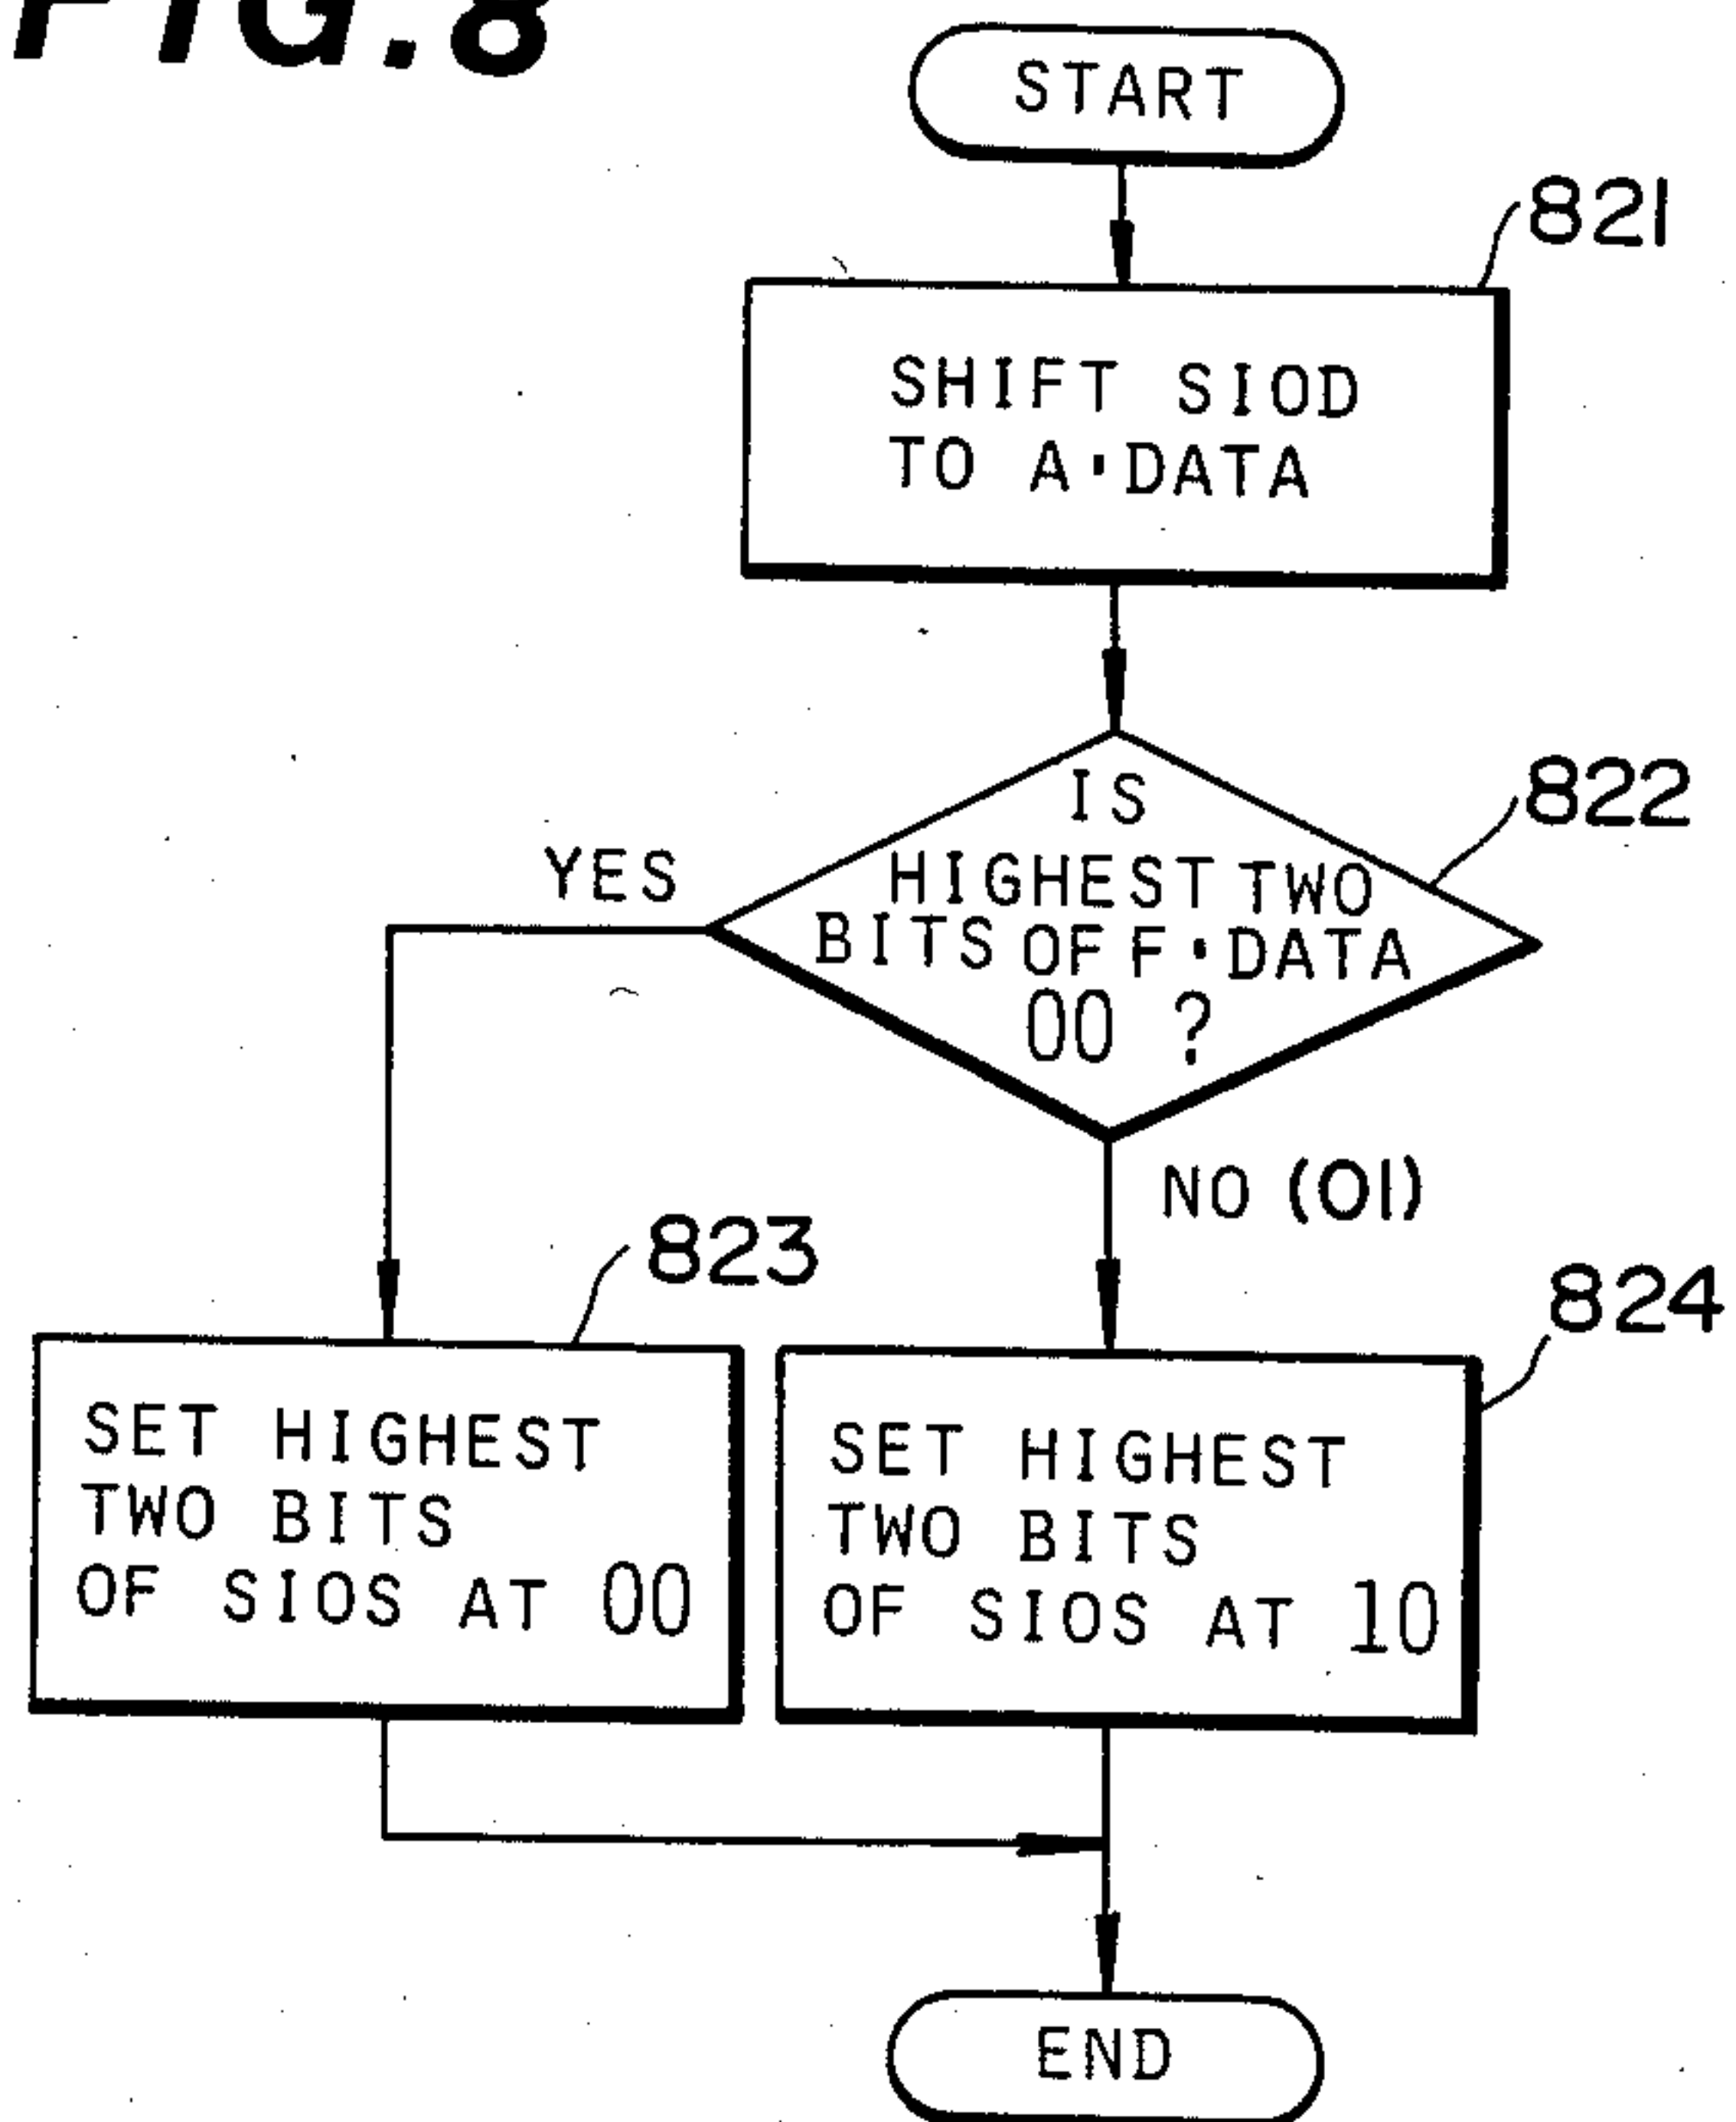 FIG.8
START
821
SHIFT SIOD
TO A·DATA
822
IS
HIGHEST TWO
BITS OF F·DATA
00 ?
YES
NO (01)
823
824
SET HIGHEST
TWO BITS
OF SIOS AT 00
SET HIGHEST
TWO BITS
OF SIOS AT 10
END